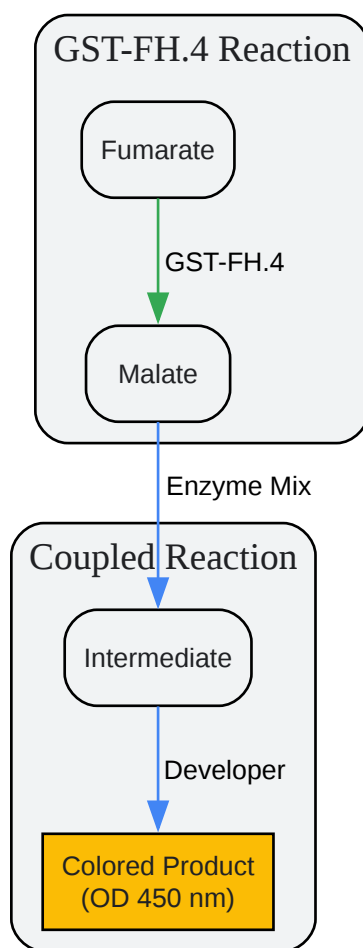 GST-FH.4 Reaction
Fumarate
GST-FH.4
Malate
Enzyme Mix
Coupled Reaction
Intermediate
Developer
Colored Product
(OD 450 nm)